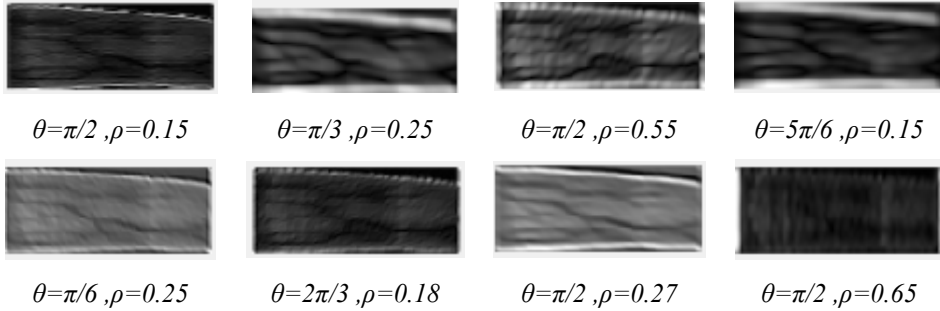 θ=π/2 ,ρ=0.15
θ=π/3 ,ρ=0.25
θ=π/2 ,ρ=0.55
θ=5π/6 ,ρ=0.15
θ=π/6 ,ρ=0.25
θ=2π/3 ,ρ=0.18
θ=π/2 ,ρ=0.27
θ=π/2 ,ρ=0.65